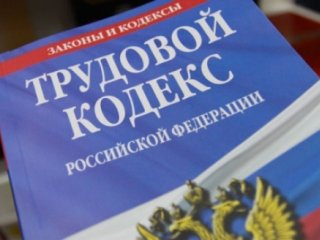 ЗАКОНЫ И КОДЕКСЫ
ТРУДОВОЙ
КОДЕКС
РОССИЙСКОЙ ФЕДЕРАЦИИ